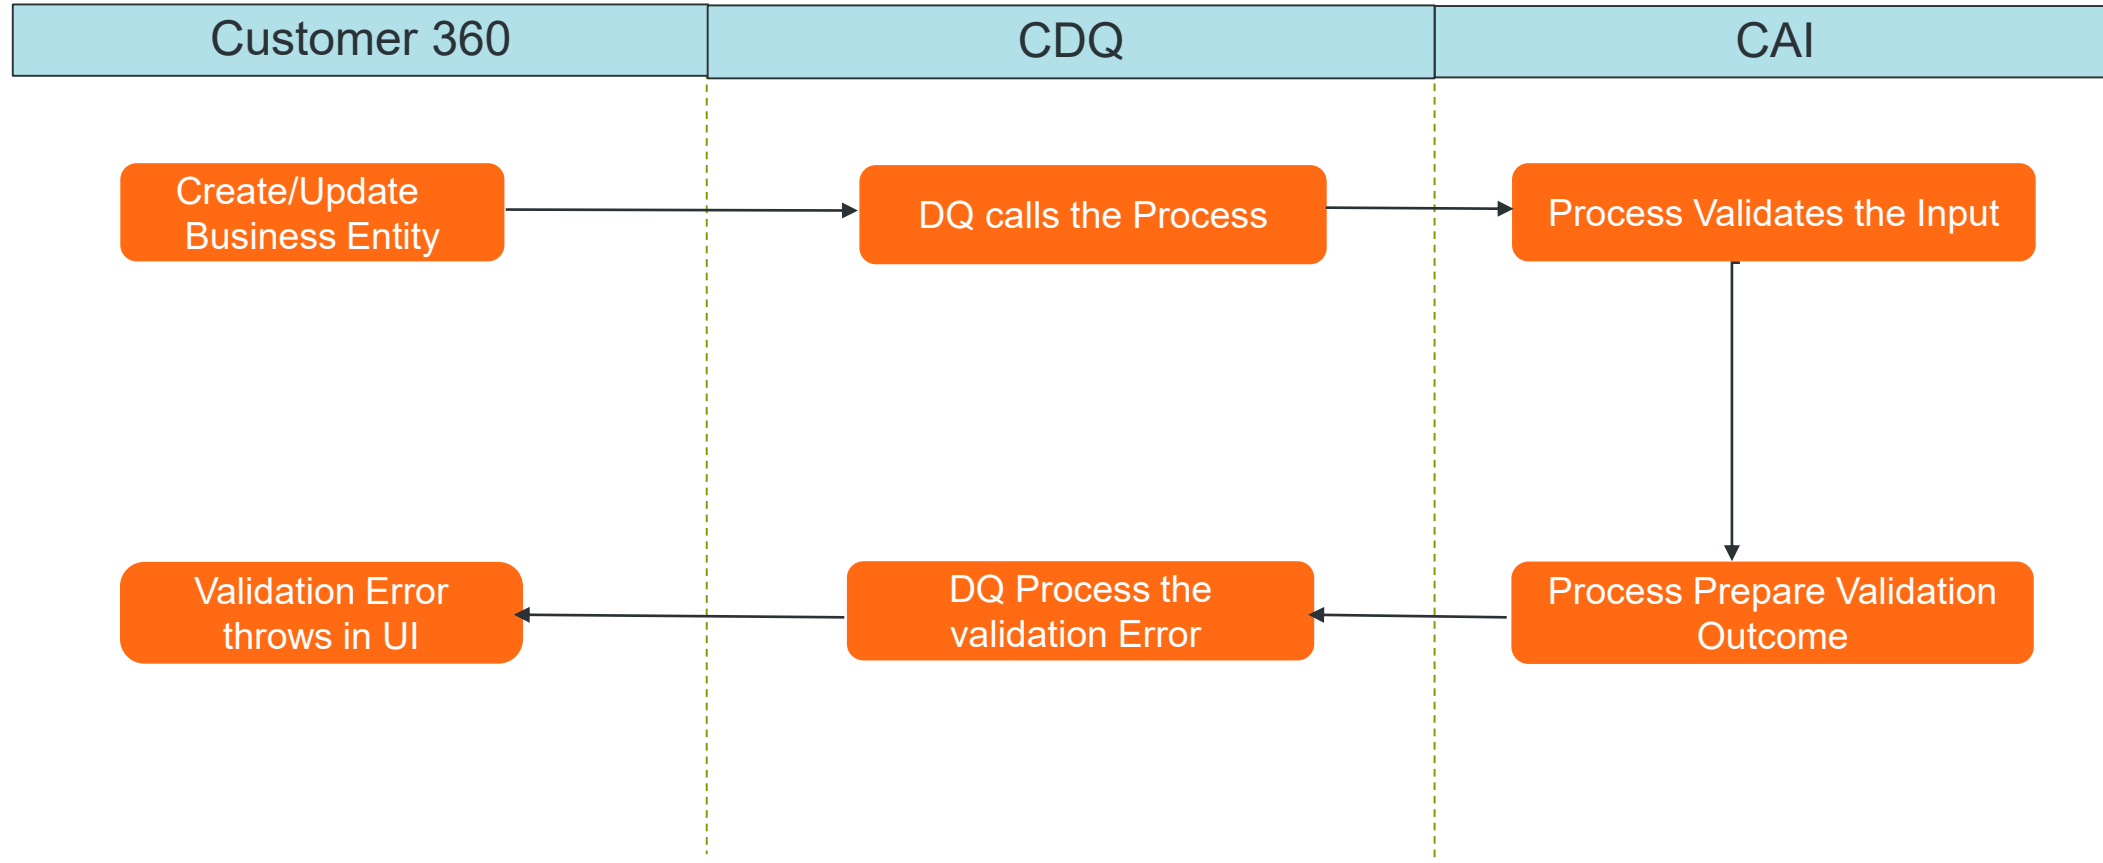 Customer 360
CDQ
CAI
Create/Update
Business Entity
DQ calls the Process
Process Validates the Input
Validation Error
throws in UI
DQ Process the
validation Error
Process Prepare Validation
Outcome